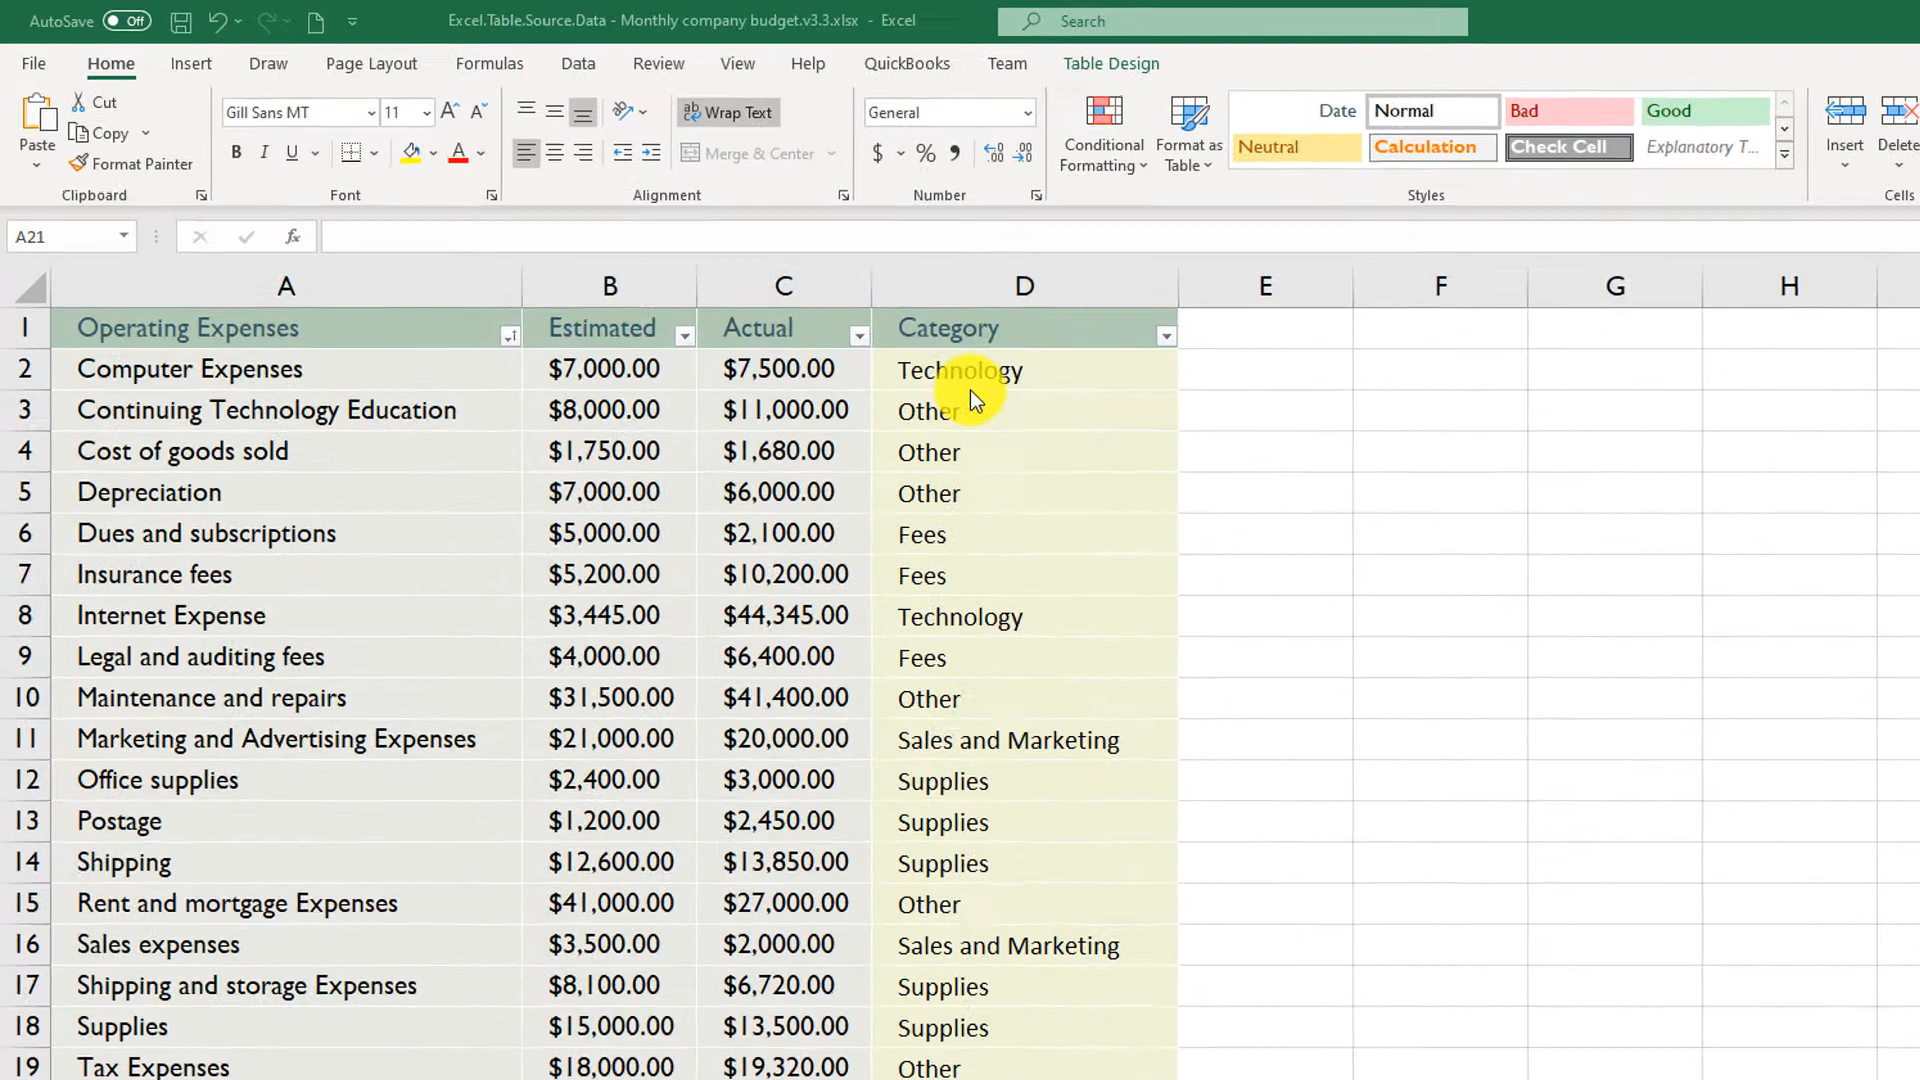 AutoSave Off Excel.Table.Source.Data - Monthly company budget.v3.3.xlsx - Excel Search
File Home Insert Draw Page Layout Formulas Data Review View Help QuickBooks Team Table Design
Paste Cut Copy Format Painter Clipboard
Gill Sans MT 11 B I U A Font
ab Wrap Text Merge & Center Alignment
General $ % Number
Conditional Formatting Format as Table
Date Normal Bad Good
Neutral Calculation Check Cell Explanatory T...
Styles
Insert Delete Cells
A21 fx
A B C D E F G H
1 Operating Expenses Estimated Actual Category
2 Computer Expenses $7,000.00 $7,500.00 Technology
3 Continuing Technology Education $8,000.00 $11,000.00 Other
4 Cost of goods sold $1,750.00 $1,680.00 Other
5 Depreciation $7,000.00 $6,000.00 Other
6 Dues and subscriptions $5,000.00 $2,100.00 Fees
7 Insurance fees $5,200.00 $10,200.00 Fees
8 Internet Expense $3,445.00 $44,345.00 Technology
9 Legal and auditing fees $4,000.00 $6,400.00 Fees
10 Maintenance and repairs $31,500.00 $41,400.00 Other
11 Marketing and Advertising Expenses $21,000.00 $20,000.00 Sales and Marketing
12 Office supplies $2,400.00 $3,000.00 Supplies
13 Postage $1,200.00 $2,450.00 Supplies
14 Shipping $12,600.00 $13,850.00 Supplies
15 Rent and mortgage Expenses $41,000.00 $27,000.00 Other
16 Sales expenses $3,500.00 $2,000.00 Sales and Marketing
17 Shipping and storage Expenses $8,100.00 $6,720.00 Supplies
18 Supplies $15,000.00 $13,500.00 Supplies
19 Tax Expenses $18,000.00 $19,320.00 Other